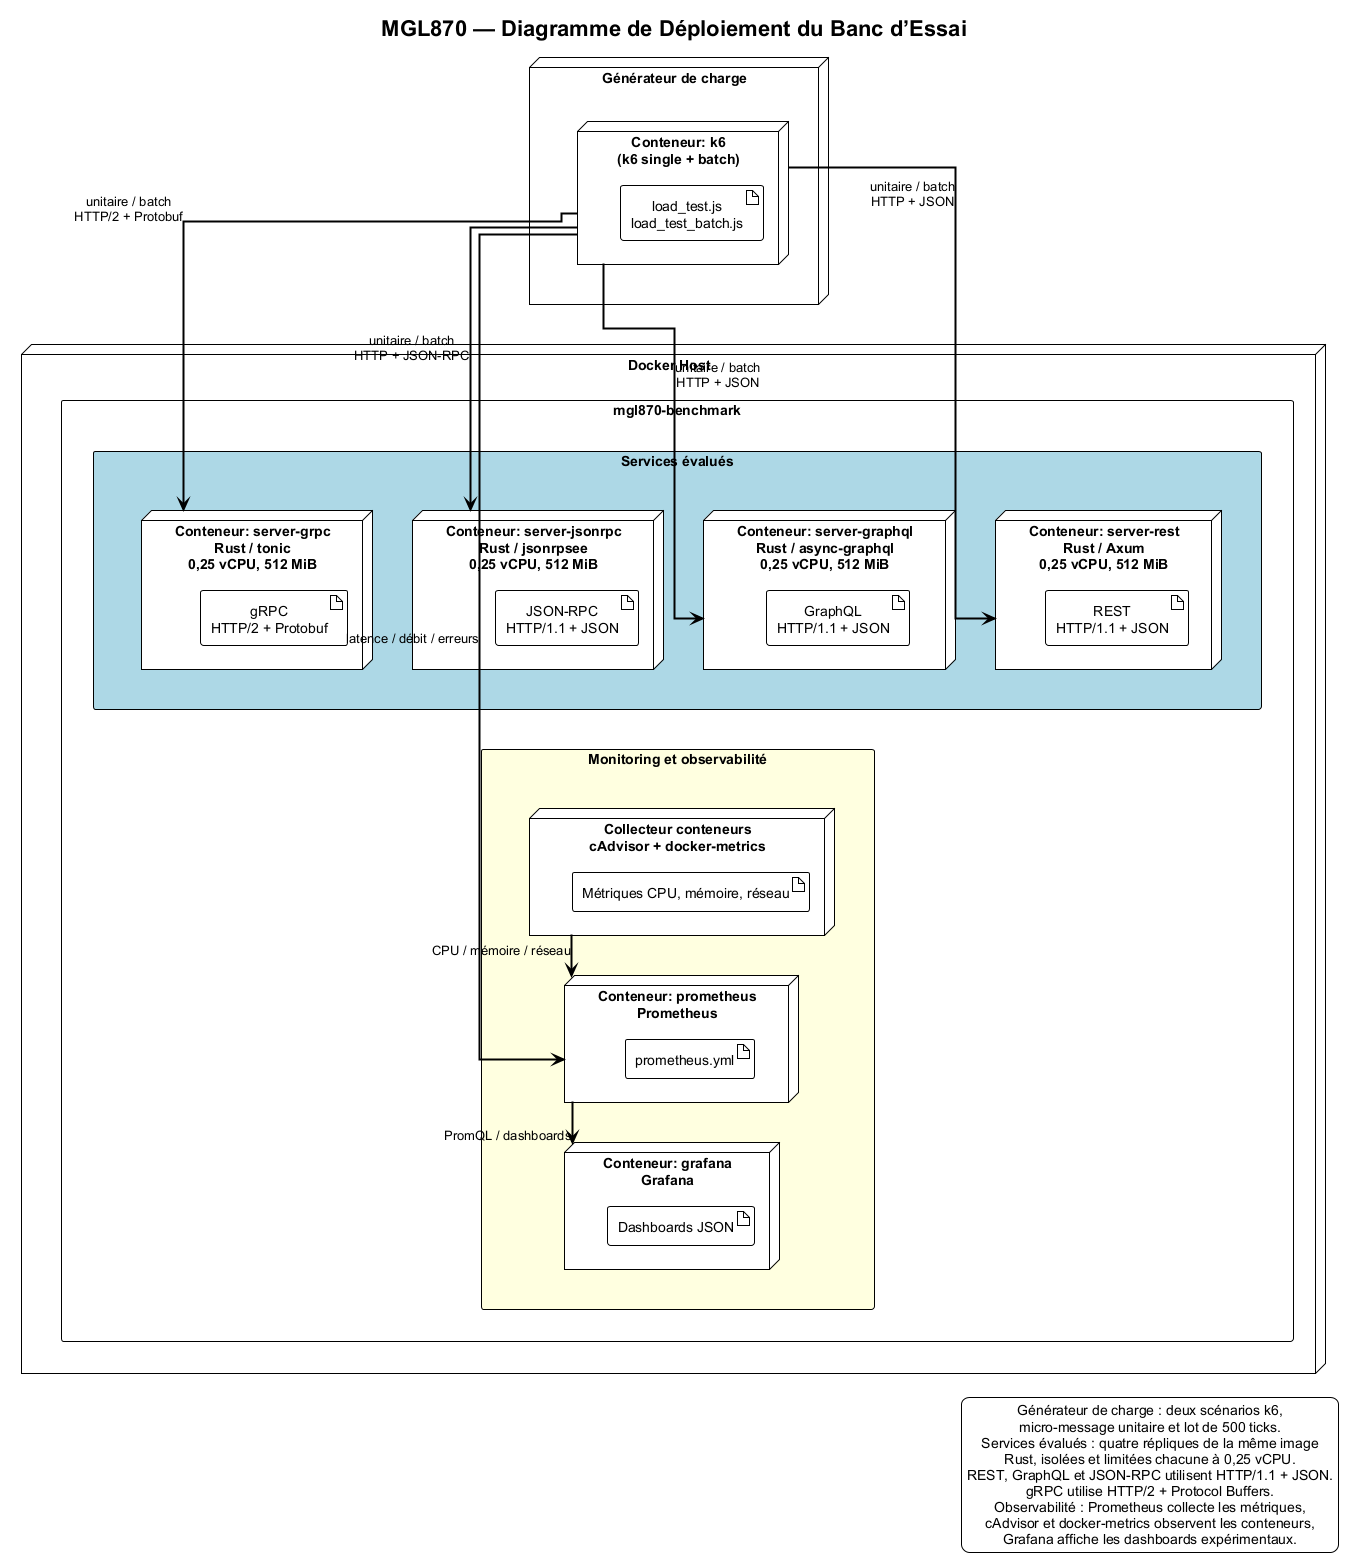 MGL870 — Diagramme de Déploiement du Banc d’Essai
Générateur de charge
Conteneur: k6
(k6 single + batch)
load_test.js
load_test_batch.js
unitaire / batch
HTTP/2 + Protobuf
unitaire / batch
HTTP + JSON
unitaire / batch
HTTP + JSON-RPC
Docker Host
unitaire / batch
HTTP + JSON
mgl870-benchmark
Services évalués
Conteneur: server-grpc
Rust / tonic
0,25 vCPU, 512 MiB
gRPC
HTTP/2 + Protobuf
Conteneur: server-jsonrpc
Rust / jsonrpsee
0,25 vCPU, 512 MiB
JSON-RPC
HTTP/1.1 + JSON
Conteneur: server-graphql
Rust / async-graphql
0,25 vCPU, 512 MiB
GraphQL
HTTP/1.1 + JSON
Conteneur: server-rest
Rust / Axum
0,25 vCPU, 512 MiB
REST
HTTP/1.1 + JSON
latence / débit / erreurs
Monitoring et observabilité
Collecteur conteneurs
cAdvisor + docker-metrics
Métriques CPU, mémoire, réseau
CPU / mémoire / réseau
Conteneur: prometheus
Prometheus
prometheus.yml
PromQL / dashboards
Conteneur: grafana
Grafana
Dashboards JSON
Générateur de charge : deux scénarios k6,
micro-message unitaire et lot de 500 ticks.
Services évalués : quatre répliques de la même image
Rust, isolées et limitées chacune à 0,25 vCPU.
REST, GraphQL et JSON-RPC utilisent HTTP/1.1 + JSON.
gRPC utilise HTTP/2 + Protocol Buffers.
Observabilité : Prometheus collecte les métriques,
cAdvisor et docker-metrics observent les conteneurs,
Grafana affiche les dashboards expérimentaux.